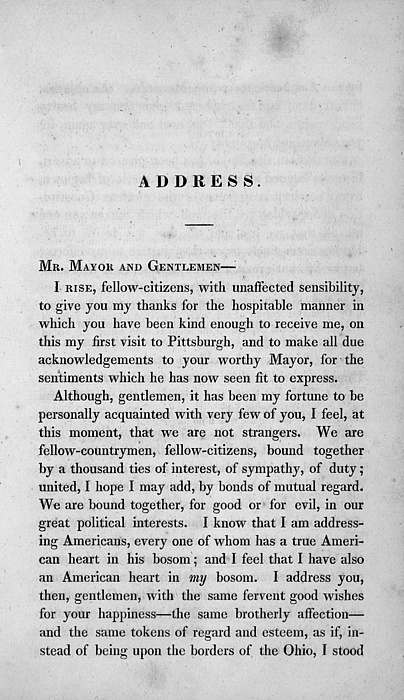 ADDRESS.
MR. MAYOR AND GENTLEMEN—
I RISE, fellow-citizens, with unaffected sensibility,
to give you my thanks for the hospitable manner in
which you have been kind enough to receive me, on
this my first visit to Pittsburgh, and to make all due
acknowledgements to your worthy Mayor, for the
sentiments which he has now seen fit to express.
Although, gentlemen, it has been my fortune to be
personally acquainted with very few of you, I feel, at
this moment, that we are not strangers. We are
fellow-countrymen, fellow-citizens, bound together
by a thousand ties of interest, of sympathy, of duty;
united, I hope I may add, by bonds of mutual regard.
We are bound together, for good or for evil, in our
great political interests. I know that I am address-
ing Americans, every one of whom has a true Ameri-
can heart in his bosom; and I feel that I have also
an American heart in my bosom. I address you,
then, gentlemen, with the same fervent good wishes
for your happiness—the same brotherly affection—
and the same tokens of regard and esteem, as if, in-
stead of being upon the borders of the Ohio, I stood